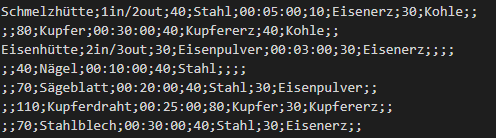 Schmelzhütte;1in/2out;40;Stahl;00:05:00;10;Eisenerz;30;Kohle;;
;;80;Kupfer;00:30:00;40;Kupfererz;40;Kohle;;
Eisenhütte;2in/3out;30;Eisenpulver;00:03:00;30;Eisenerz;;;;
;;40;Nägel;00:10:00;40;Stahl;;;;
;;70;Sägeblatt;00:20:00;40;Stahl;30;Eisenpulver;;
;;110;Kupferdraht;00:25:00;80;Kupfer;30;Kupfererz;;
;;70;Stahlblech;00:30:00;40;Stahl;30;Eisenerz;;